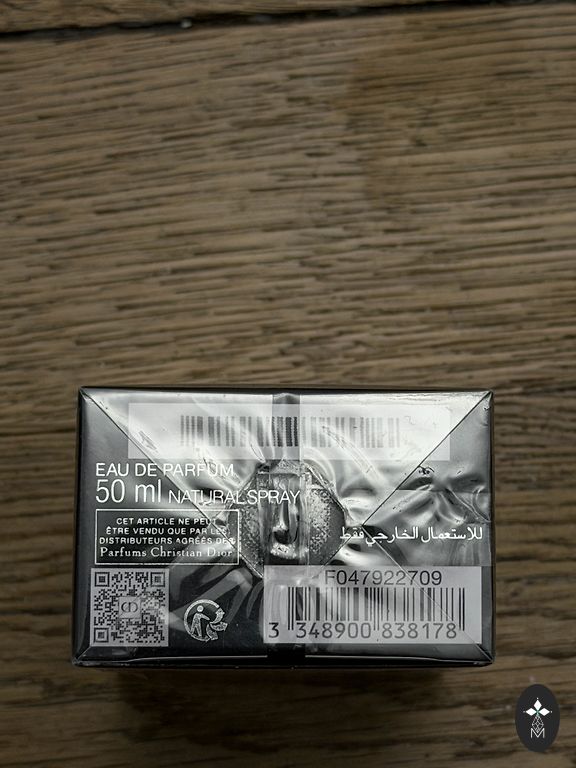 EAU DE PARFUM
50 ml NATURAL SPRAY
CET ARTICLE NE PEUT
ÊTRE VENDU QUE PAR LES
DISTRIBUTEURS AGRÉÉS DES
Parfums Christian Dior
للاستعمال الخارجي فقط
F047922709
3 348900 838178
CD
M